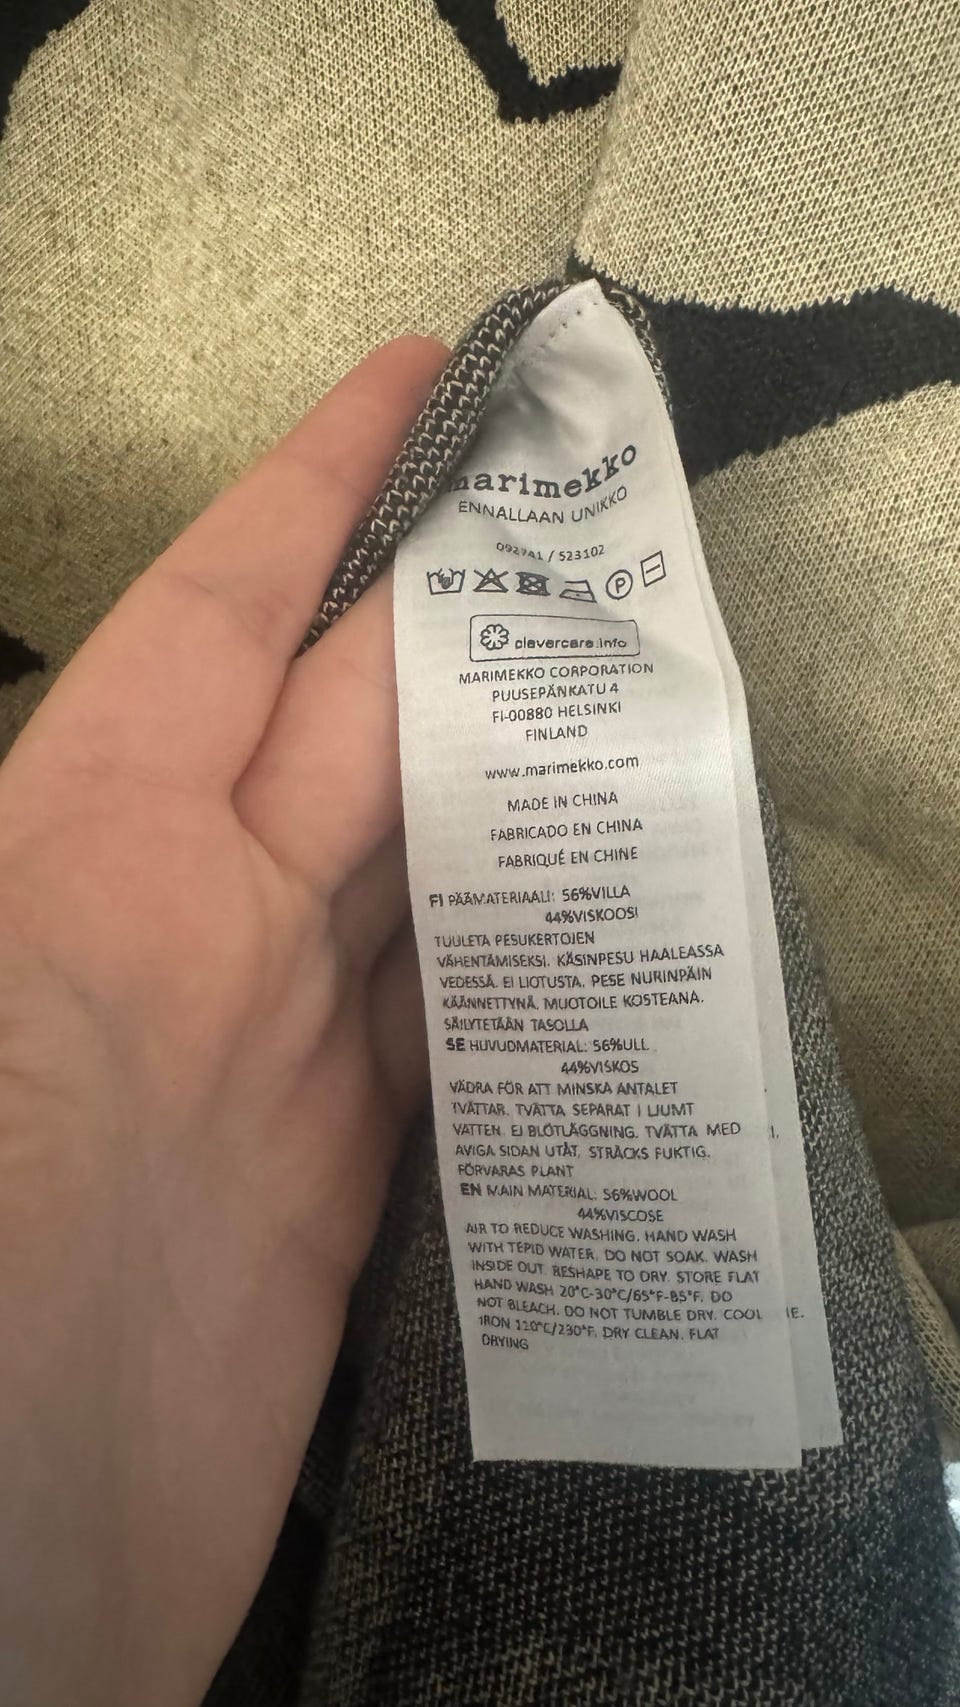 marimekko
ENNALLAAN UNIKKO
092741 / 523102
P
clevercare.info
MARIMEKKO CORPORATION
PUUSEPÄNKATU 4
FI-00880 HELSINKI
FINLAND
www.marimekko.com
MADE IN CHINA
FABRICADO EN CHINA
FABRIQUÉ EN CHINE
FI PÄÄMATERIAALI: 56%VILLA
44%VISKOOSI
TUULETA PESUKERTOJEN
VÄHENTÄMISEKSI. KÄSINPESU HAALEASSA
VEDESSÄ. EI LIOTUSTA. PESE NURINPÄIN
KÄÄNNETTYNÄ. MUOTOILE KOSTEANA.
SÄILYTETÄÄN TASOLLA
SE HUVUDMATERIAL: 56%ULL
44%VISKOS
VÄDRA FÖR ATT MINSKA ANTALET
TVÄTTAR. TVÄTTA SEPARAT I LJUMT
VATTEN. EJ BLÖTLÄGGNING. TVÄTTA MED
AVIGA SIDAN UTÅT. STRÄCKS FUKTIG.
FÖRVARAS PLANT
EN MAIN MATERIAL: 56%WOOL
44%VISCOSE
AIR TO REDUCE WASHING. HAND WASH
WITH TEPID WATER. DO NOT SOAK. WASH
INSIDE OUT. RESHAPE TO DRY. STORE FLAT
HAND WASH 20°C-30°C/65°F-85°F. DO
NOT BLEACH. DO NOT TUMBLE DRY. COOL
IRON 110°C/230°F. DRY CLEAN. FLAT
DRYING